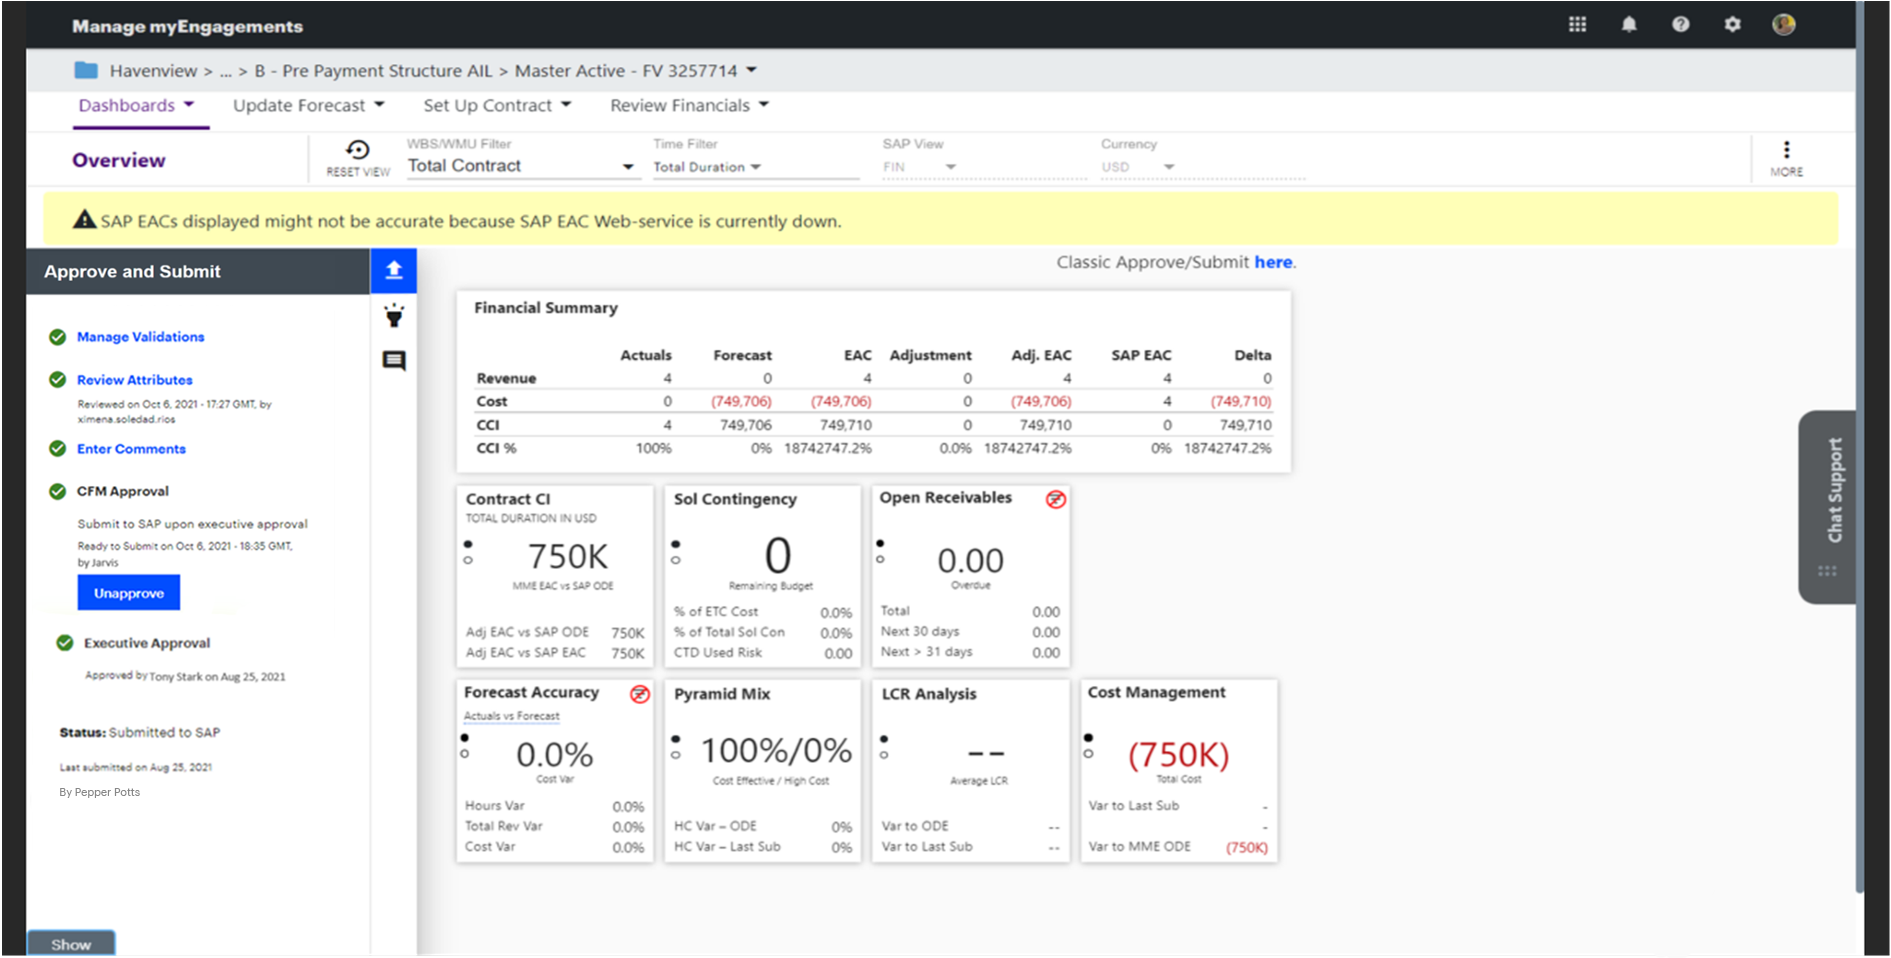 Manage myEngagements
Havenview > ... > B - Pre Payment Structure AIL > Master Active - FV 3257714
Dashboards Update Forecast Set Up Contract Review Financials
Overview
RESET VIEW
WBS/WMU Filter
Total Contract
Time Filter
Total Duration
SAP View
FIN
Currency
USD
MORE
SAP EACs displayed might not be accurate because SAP EAC Web-service is currently down.
Approve and Submit
Manage Validations
Review Attributes
Reviewed on Oct 6, 2021 - 17:27 GMT, by
ximena.soledad.rios
Enter Comments
CFM Approval
Submit to SAP upon executive approval
Ready to Submit on Oct 6, 2021 - 18:35 GMT,
by Jarvis
Unapprove
Executive Approval
Approved by Tony Stark on Aug 25, 2021
Status: Submitted to SAP
Last submitted on Aug 25, 2021
By Pepper Potts
Show
Classic Approve/Submit here.
Financial Summary
Actuals Forecast EAC Adjustment Adj. EAC SAP EAC Delta
Revenue 4 0 4 0 4 4 0
Cost 0 (749,706) (749,706) 0 (749,706) 4 (749,710)
CCI 4 749,706 749,710 0 749,710 0 749,710
CCI % 100% 0% 18742747.2% 0.0% 18742747.2% 0% 18742747.2%
Contract CI
TOTAL DURATION IN USD
750K
MME EAC vs SAP ODE
Adj EAC vs SAP ODE 750K
Adj EAC vs SAP EAC 750K
Sol Contingency
0
Remaining Budget
% of ETC Cost 0.0%
% of Total Sol Con 0.0%
CTD Used Risk 0.00
Open Receivables
0.00
Overdue
Total 0.00
Next 30 days 0.00
Next > 31 days 0.00
Forecast Accuracy
Actuals vs Forecast
0.0%
Cost Var
Hours Var 0.0%
Total Rev Var 0.0%
Cost Var 0.0%
Pyramid Mix
100%/0%
Cost Effective / High Cost
HC Var – ODE 0%
HC Var – Last Sub 0%
LCR Analysis
--
Average LCR
Var to ODE --
Var to Last Sub --
Cost Management
(750K)
Total Cost
Var to Last Sub -
-
Var to MME ODE (750K)
Chat Support